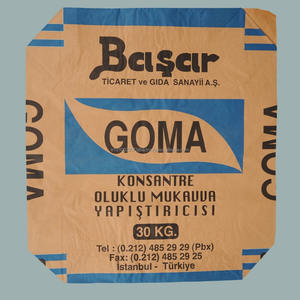 Başar
TİCARET ve GIDA SANAYİİ A.Ş.
GOMA
GOMA
GOMA
KONSANTRE
OLUKLU MUKAVVA
YAPIŞTIRICISI
30 KG.
Tel : (0.212) 485 29 29 (Pbx)
Fax: (0.212) 485 29 25
İstanbul - Türkiye